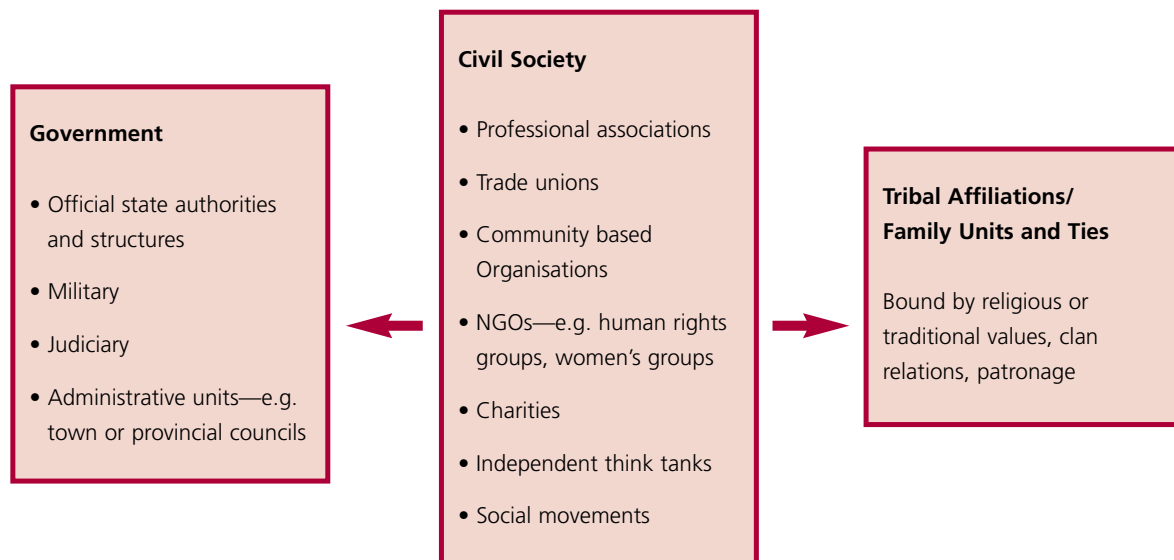 Government
• Official state authorities
and structures
• Military
• Judiciary
• Administrative units—e.g.
town or provincial councils
Civil Society
• Professional associations
• Trade unions
• Community based
Organisations
• NGOs—e.g. human rights
groups, women’s groups
• Charities
• Independent think tanks
• Social movements
Tribal Affiliations/
Family Units and Ties
Bound by religious or
traditional values, clan
relations, patronage